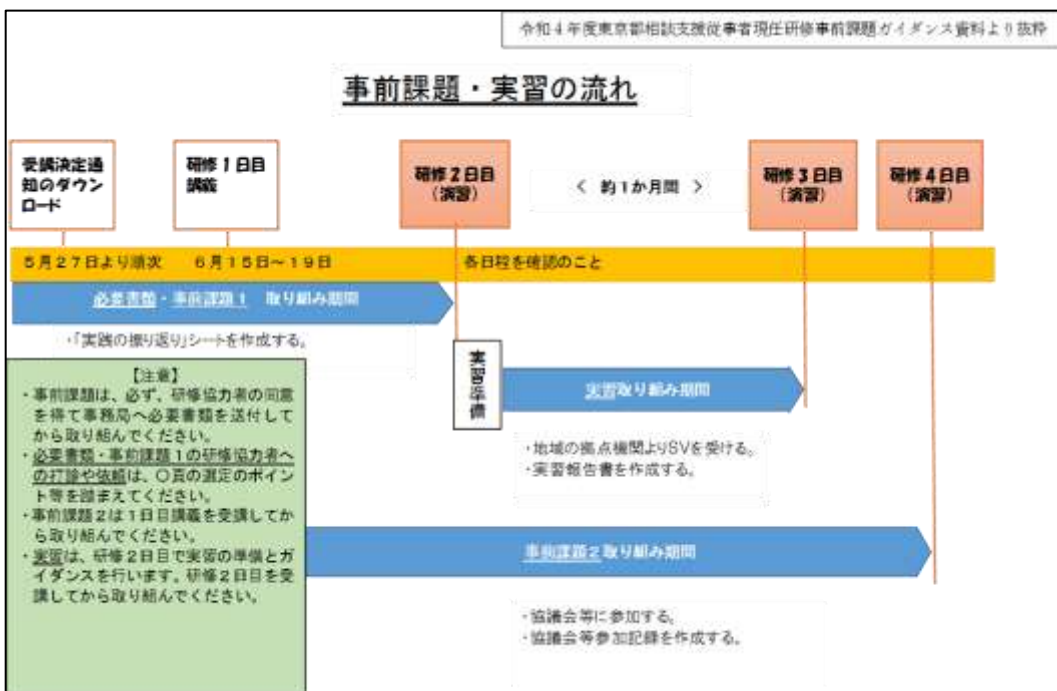 令和4年度東京都相談支援従事者現任研修事前課題ガイダンス資料より抜粋
事前課題・実習の流れ
受講決定通
知のダウン
ロード
研修1日目
講義
研修2日目
(演習)
< 約1か月間 >
研修3日目
(演習)
研修4日目
(演習)
5月27日より順次
6月15日～19日
各日程を確認のこと
必要書類・事前課題1 取り組み期間
・「実践の振り返り」シートを作成する。
実習準備
実習取り組み期間
・地域の拠点機関よりSVを受ける。
・実習報告書を作成する。
【注意】
・事前課題は、必ず、研修協力者の同意
を得て事務局へ必要書類を送付して
から取り組んでください。
・必要書類・事前課題1の研修協力者へ
の打診や依頼は、〇頁の選定のポイン
ト等を踏まえてください。
・事前課題2は1日目講義を受講してか
ら取り組んでください。
・実習は、研修2日目で実習の準備とガ
イダンスを行います。研修2日目を受
講してから取り組んでください。
事前課題2取り組み期間
・協議会等に参加する。
・協議会等参加記録を作成する。